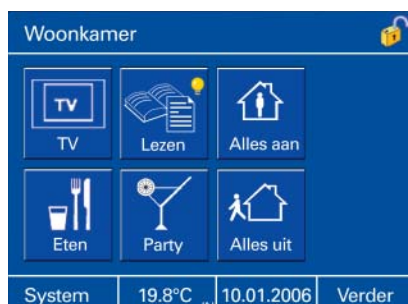 Woonkamer
TV
TV Lezen Alles aan
Eten Party Alles uit
System 19.8°C 10.01.2006 Verder